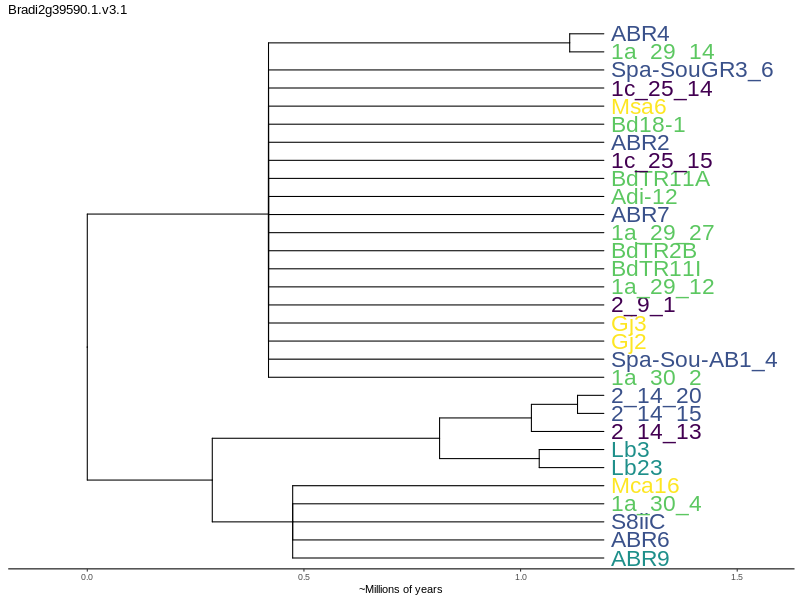 Bradi2g39590.1.v3.1
ABR4
1a_29_14
Spa-SouGR3_6
1c_25_14
Msa6
Bd18-1
ABR2
1c_25_15
BdTR11A
Adi-12
ABR7
1a_29_27
BdTR2B
BdTR11I
1a_29_12
2_9_1
Gj3
Gj2
Spa-Sou-AB1_4
1a_30_2
2_14_20
2_14_15
2_14_13
Lb3
Lb23
Mca16
1a_30_4
S8iiC
ABR6
ABR9
0.0 0.5 1.0 1.5
~Millions of years